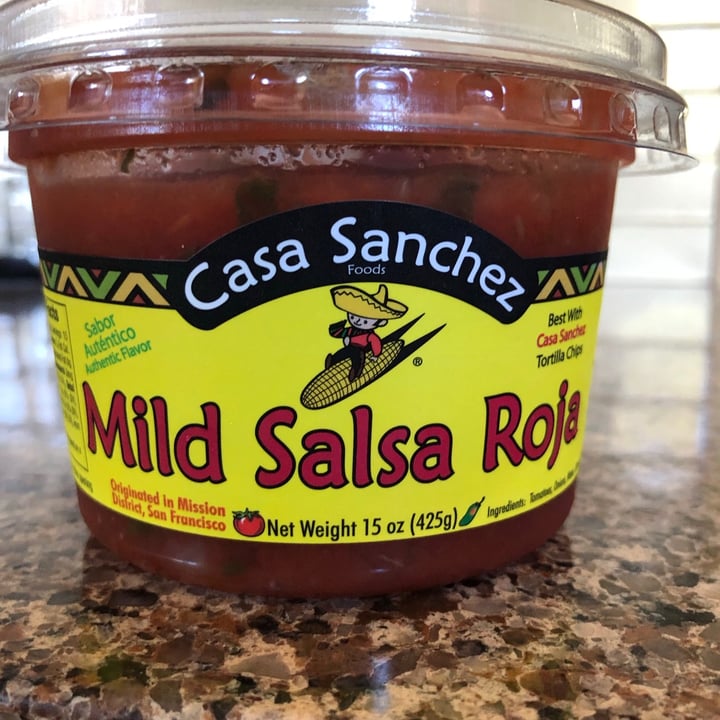 Casa Sanchez
Foods
Sabor
Auténtico
Authentic Flavor
Best With
Casa Sanchez
Tortilla Chips
®
Mild Salsa Roja
Originated in Mission
District, San Francisco
Net Weight 15 oz (425g)
Ingredients: Tomatoes, Onion,